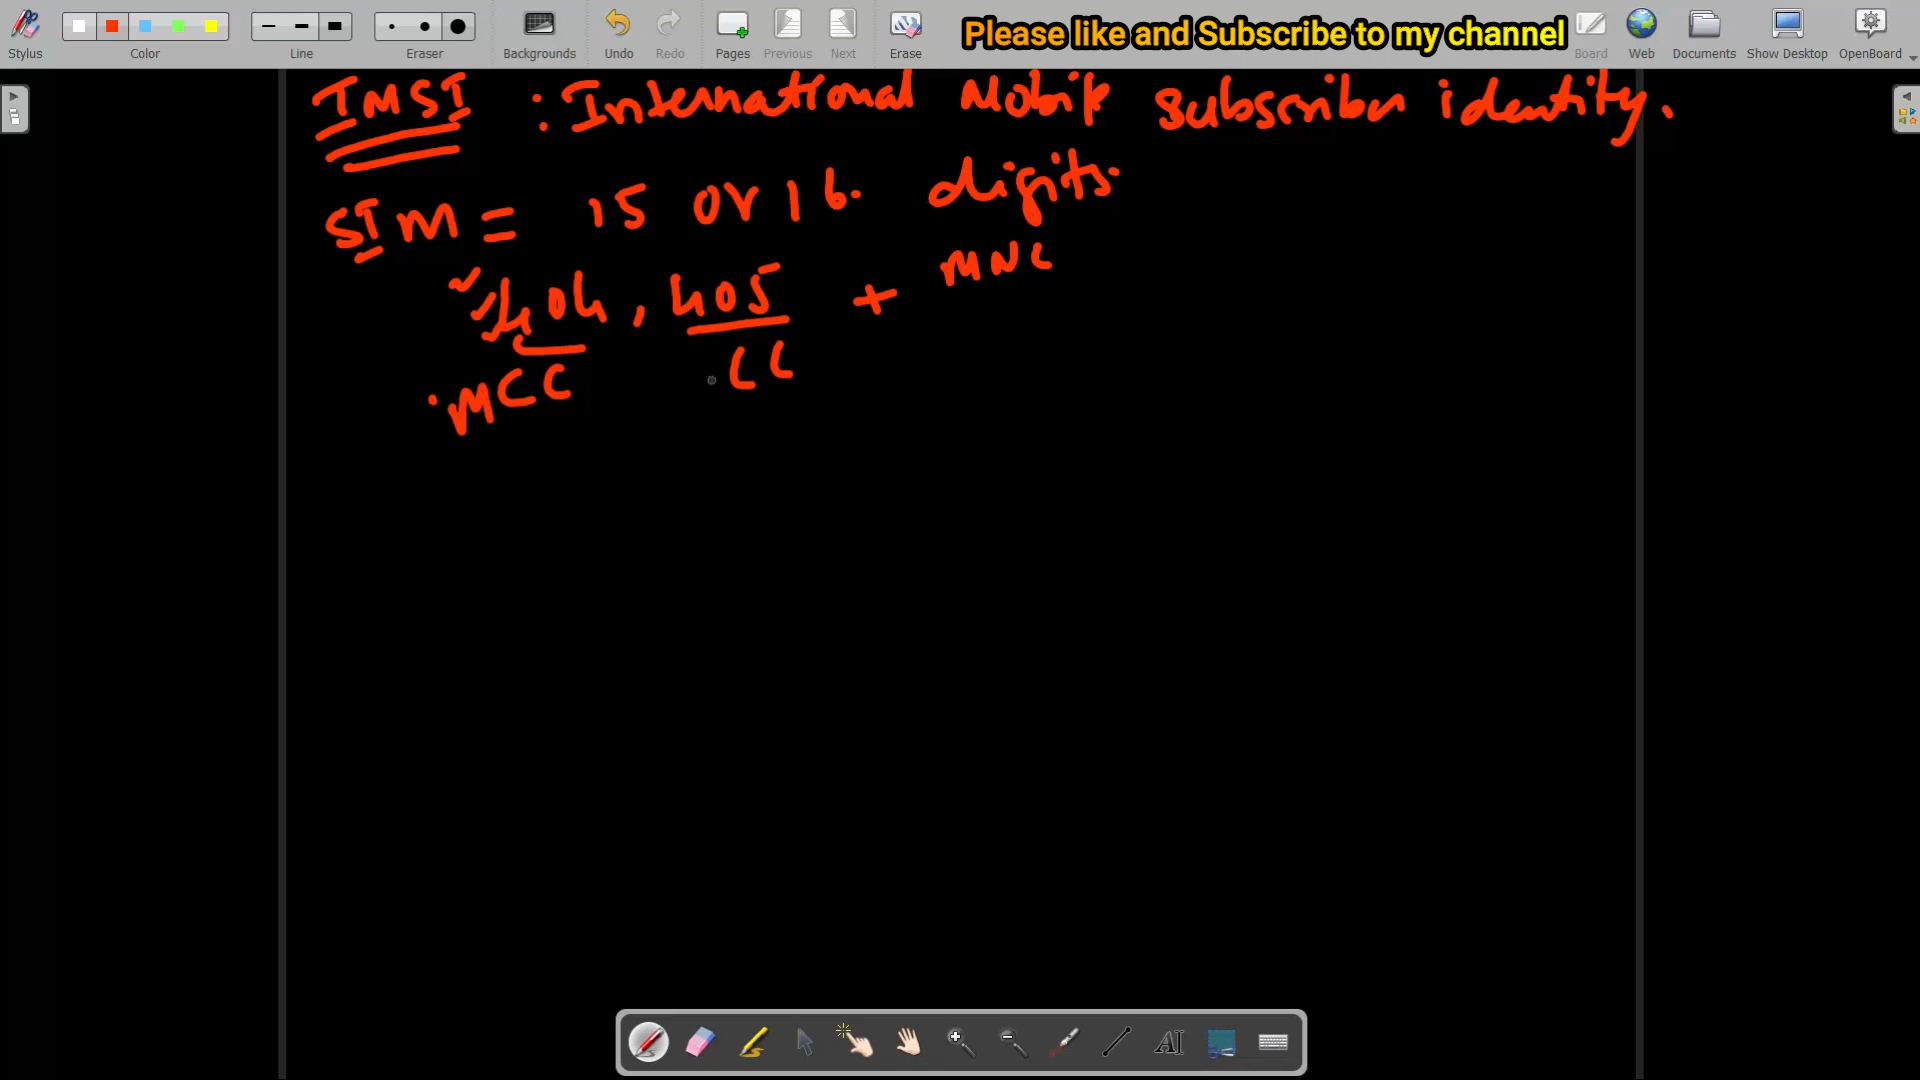 Please like and Subscribe to my channel
Stylus Color Line Eraser Backgrounds Undo Redo Pages Previous Next Erase Board Web Documents Show Desktop OpenBoard
IMSI : International Mobile subscriber identity.
SIM = 15 or 16. digits.
404, 405 + MNC
MCC CC
AI